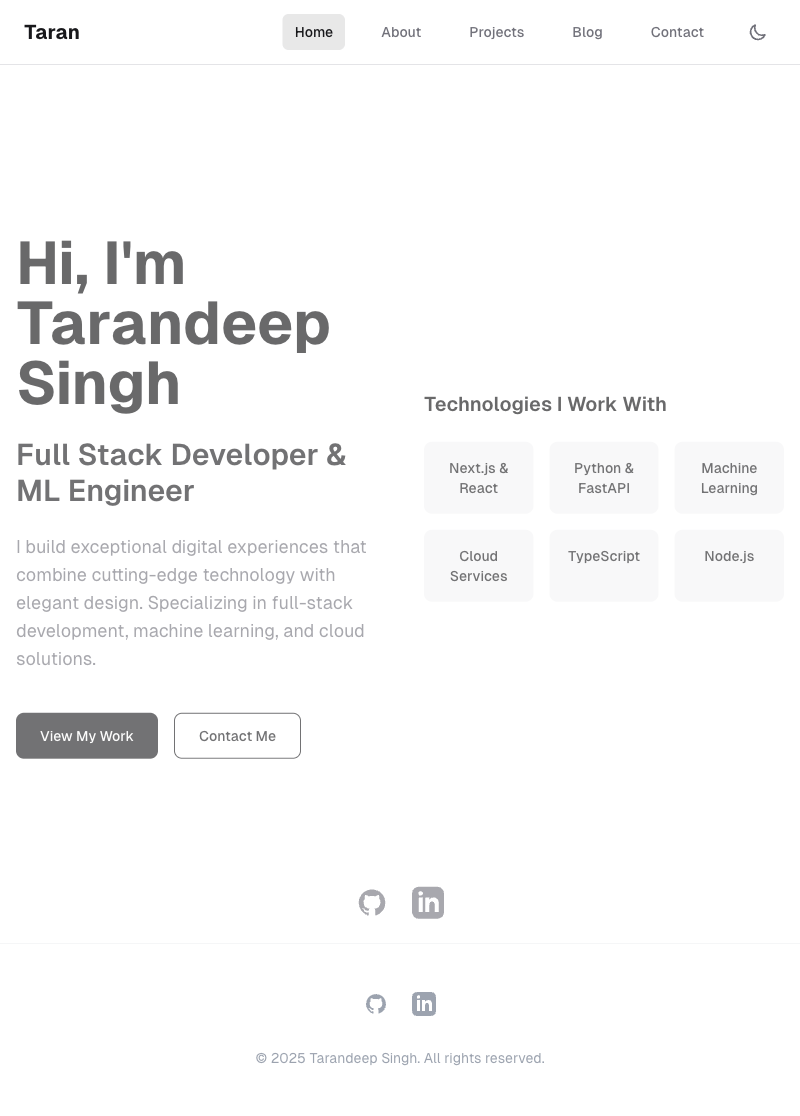 Taran
Home
About
Projects
Blog
Contact
Hi, I'm
Tarandeep
Singh
Full Stack Developer &
ML Engineer
I build exceptional digital experiences that
combine cutting-edge technology with
elegant design. Specializing in full-stack
development, machine learning, and cloud
solutions.
View My Work
Contact Me
Technologies I Work With
Next.js &
React
Python &
FastAPI
Machine
Learning
Cloud
Services
TypeScript
Node.js
in
in
© 2025 Tarandeep Singh. All rights reserved.